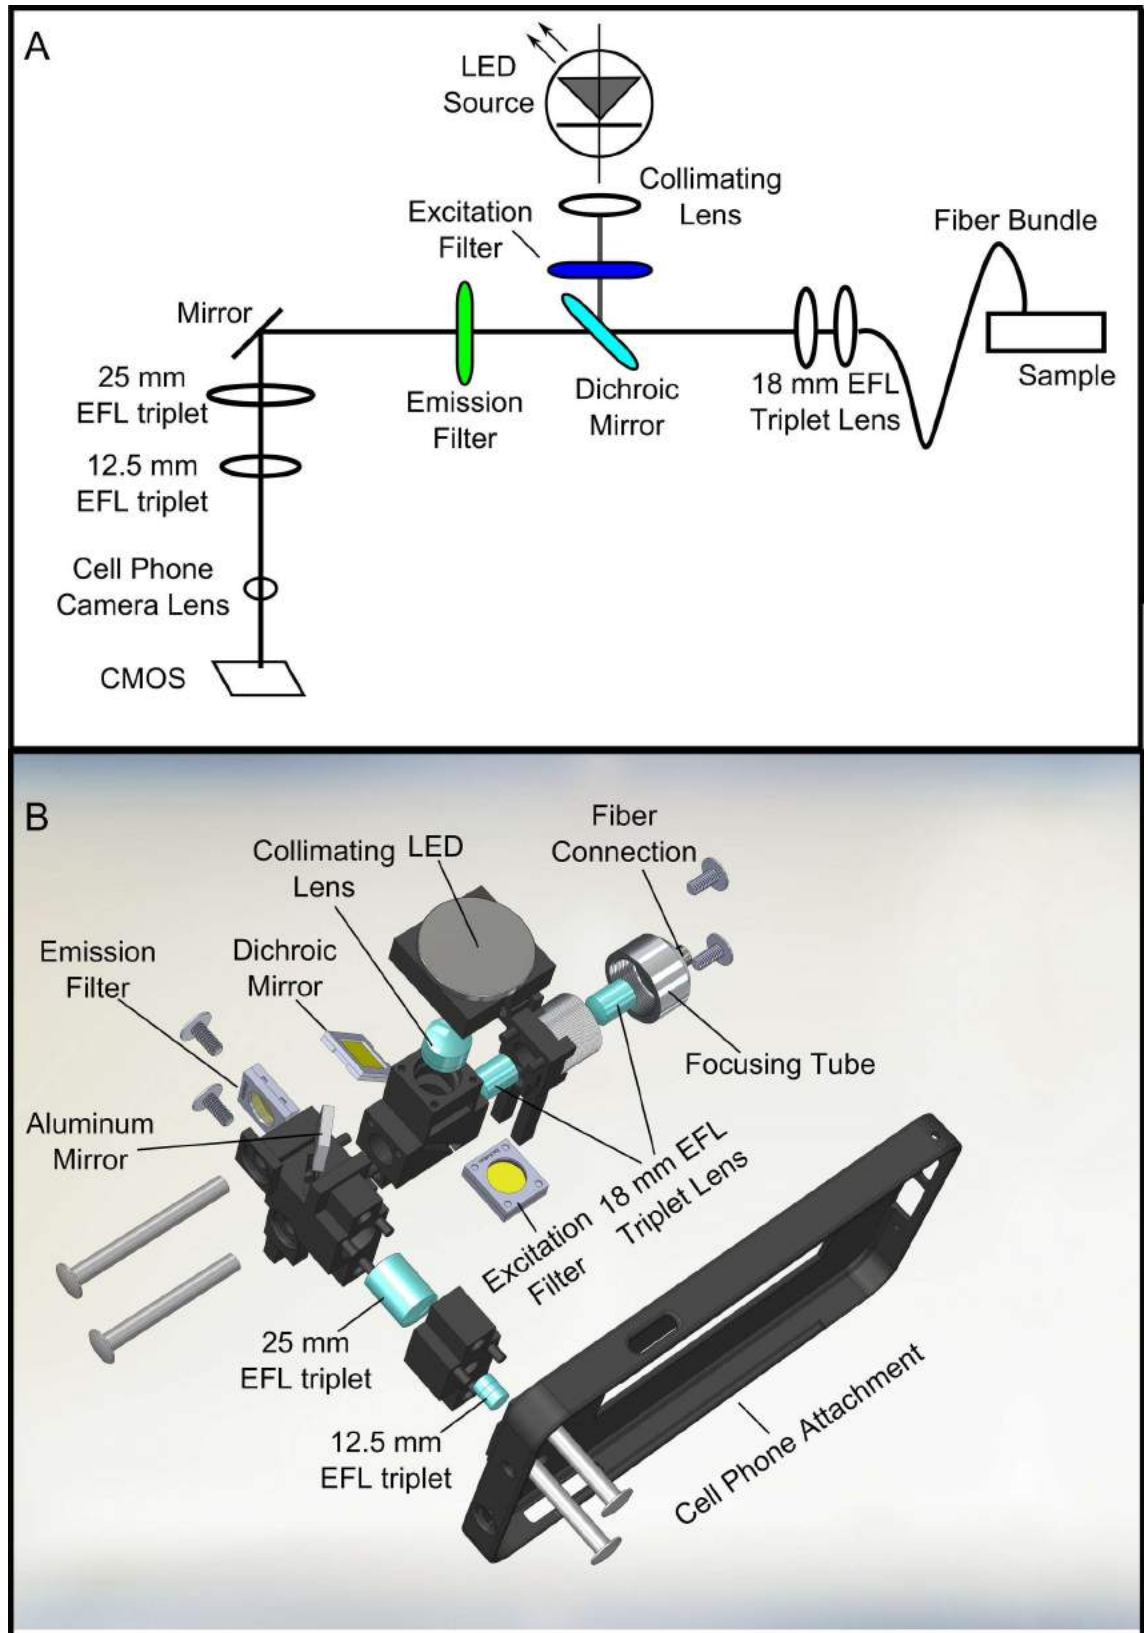 A
LED
Source
Collimating
Lens
Excitation
Filter
Fiber Bundle
Mirror
25 mm
EFL triplet
Emission
Filter
Dichroic
Mirror
18 mm EFL
Triplet Lens
Sample
12.5 mm
EFL triplet
Cell Phone
Camera Lens
CMOS
B
Fiber
Connection
Collimating
Lens
LED
Emission
Filter
Dichroic
Mirror
Focusing Tube
Aluminum
Mirror
18 mm EFL
Triplet Lens
Excitation
Filter
25 mm
EFL triplet
12.5 mm
EFL triplet
Cell Phone Attachment